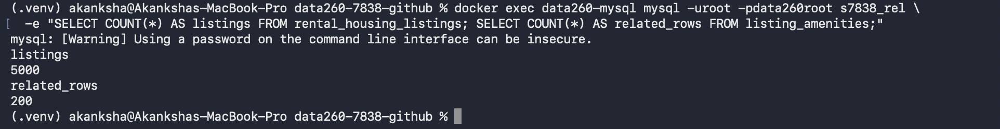 (.venv) akanksha@Akankshas-MacBook-Pro data260-7838-github % docker exec data260-mysql mysql -uroot -pdata260root s7838_rel \
[  -e "SELECT COUNT(*) AS listings FROM rental_housing_listings; SELECT COUNT(*) AS related_rows FROM listing_amenities;"
mysql: [Warning] Using a password on the command line interface can be insecure.
listings
5000
related_rows
200
(.venv) akanksha@Akankshas-MacBook-Pro data260-7838-github %